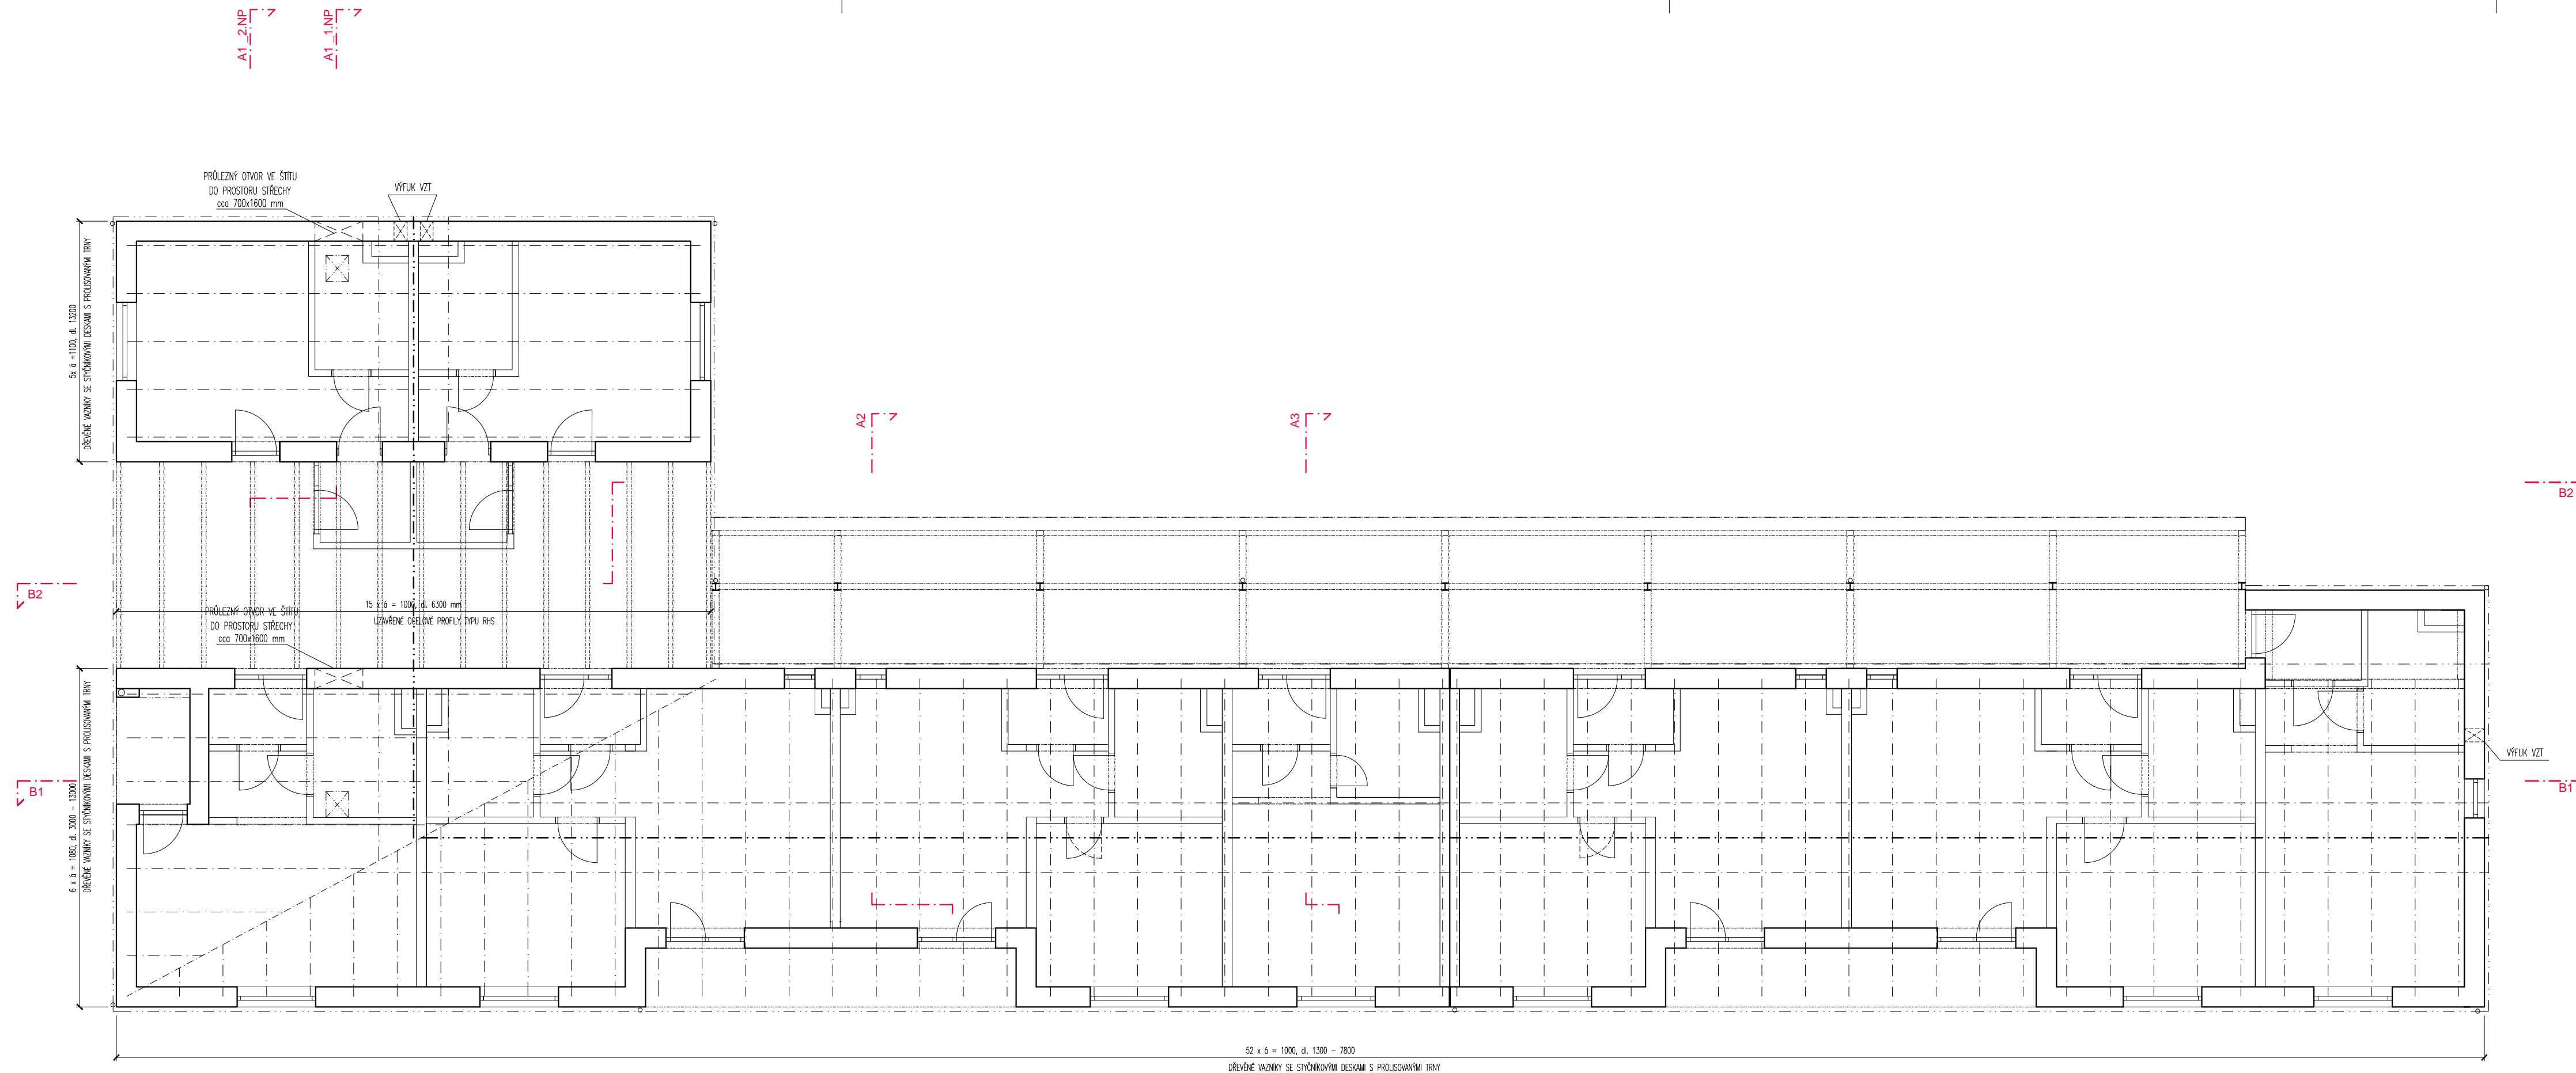 A1_2.NP
A1_1.NP
PRŮLEZNÝ OTVOR VE ŠTÍTU
DO PROSTORU STŘECHY
cca 700x1600 mm
VÝFUK VZT
5x á =1100, dl. 13200
DŘEVĚNÉ VAZNÍKY SE STYČNÍKOVÝMI DESKAMI S PROLISOVANÝMI TRNY
A2
A3
B2
B2
15 x á = 1000, dl. 6300 mm
UZAVŘENÉ OCELOVÉ PROFILY TYPU RHS
PRŮLEZNÝ OTVOR VE ŠTÍTU
DO PROSTORU STŘECHY
cca 700x1600 mm
6 x á = 1080, dl. 3000 - 13000
DŘEVĚNÉ VAZNÍKY SE STYČNÍKOVÝMI DESKAMI S PROLISOVANÝMI TRNY
VÝFUK VZT
B1
B1
52 x á = 1000, dl. 1300 - 7800
DŘEVĚNÉ VAZNÍKY SE STYČNÍKOVÝMI DESKAMI S PROLISOVANÝMI TRNY